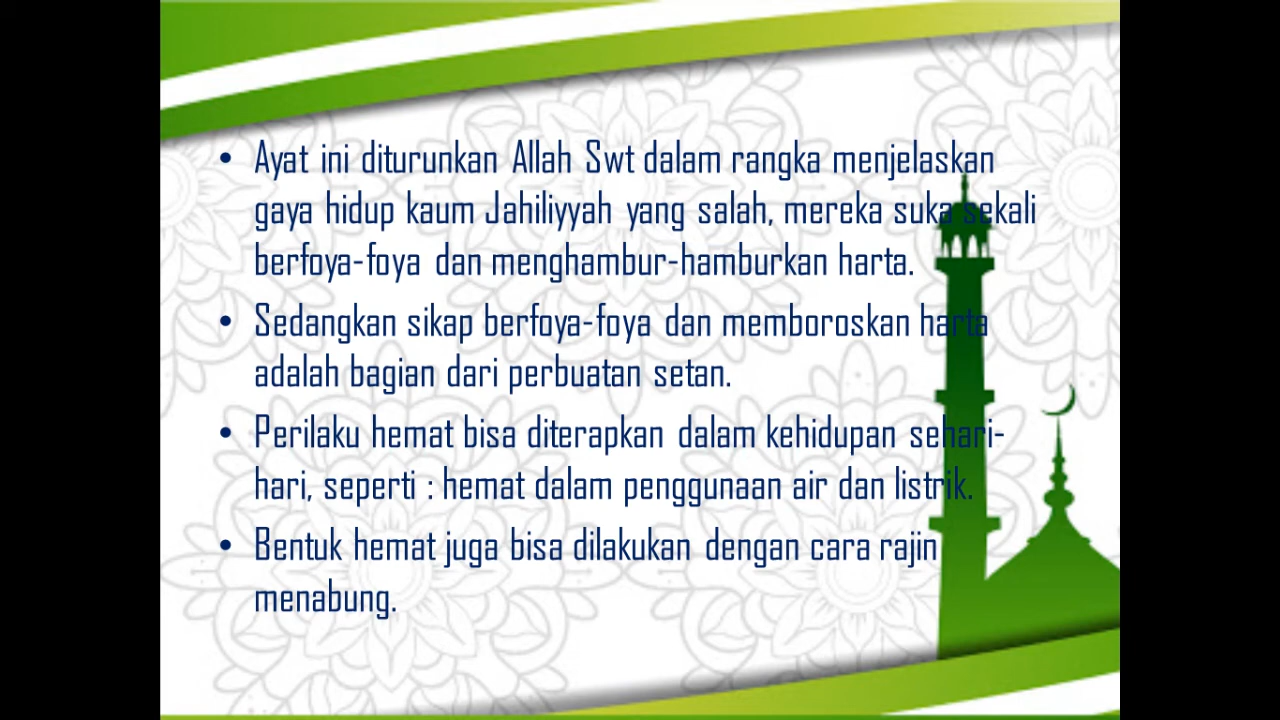 • Ayat ini diturunkan Allah Swt dalam rangka menjelaskan
gaya hidup kaum Jahiliyyah yang salah, mereka suka sekali
berfoya-foya dan menghambur-hamburkan harta.
• Sedangkan sikap berfoya-foya dan memboroskan harta
adalah bagian dari perbuatan setan.
• Perilaku hemat bisa diterapkan dalam kehidupan sehari-
hari, seperti : hemat dalam penggunaan air dan listrik.
• Bentuk hemat juga bisa dilakukan dengan cara rajin
menabung.